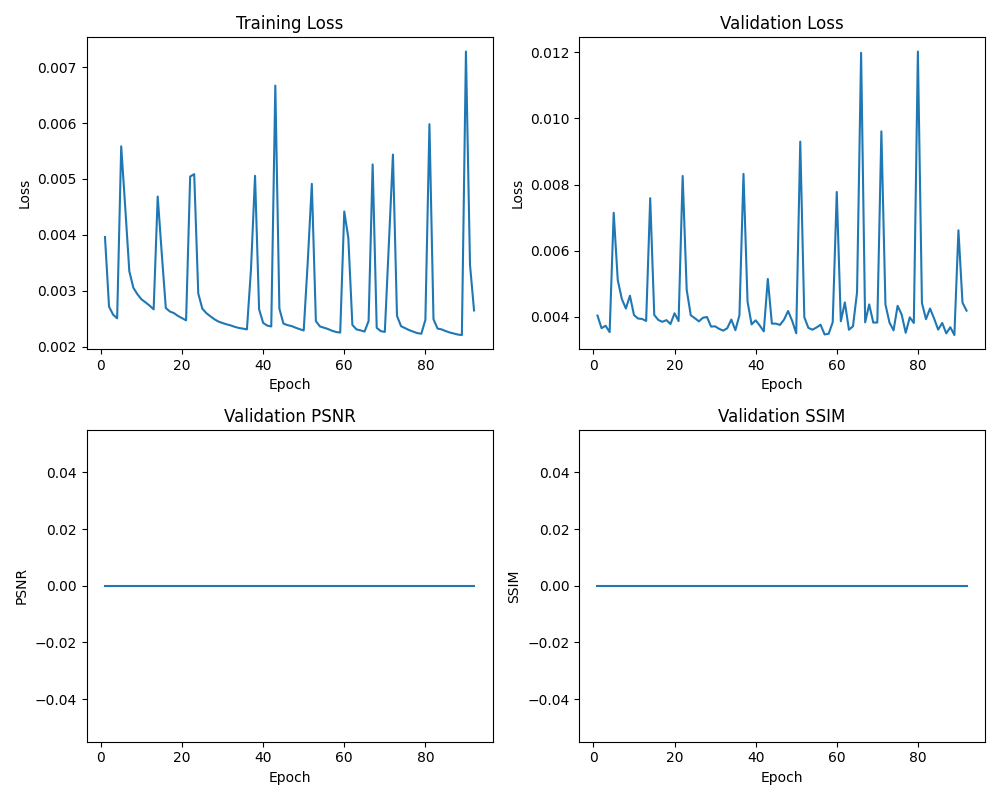 Training Loss
Loss
0.007
0.006
0.005
0.004
0.003
0.002
0 20 40 60 80
Epoch
Validation Loss
Loss
0.012
0.010
0.008
0.006
0.004
0 20 40 60 80
Epoch
Validation PSNR
PSNR
0.04
0.02
0.00
−0.02
−0.04
0 20 40 60 80
Epoch
Validation SSIM
SSIM
0.04
0.02
0.00
−0.02
−0.04
0 20 40 60 80
Epoch